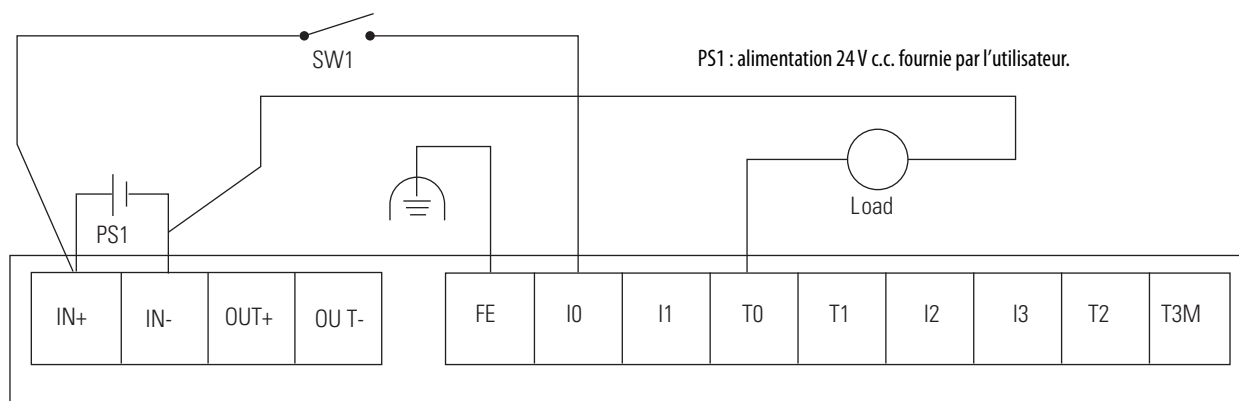 SW1
PS1 : alimentation 24 V c.c. fournie par l’utilisateur.
PS1
Load
IN+ IN- OUT+ OU T- FE I0 I1 T0 T1 I2 I3 T2 T3M